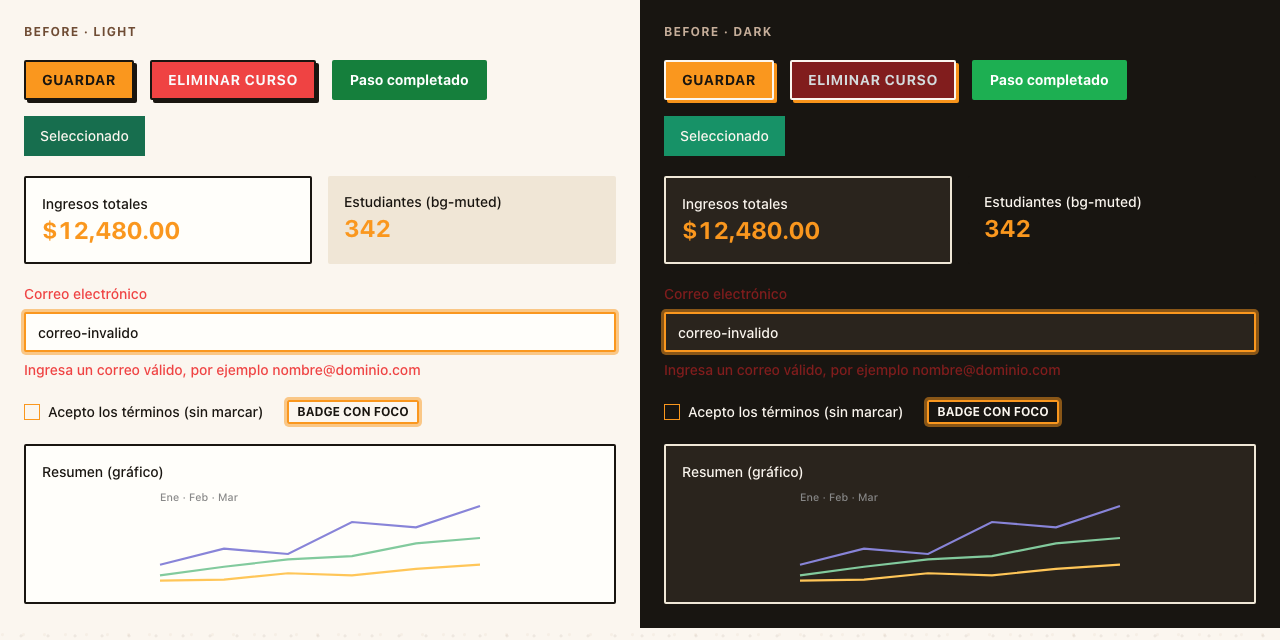 BEFORE · LIGHT
GUARDAR
ELIMINAR CURSO
Paso completado
Seleccionado
Ingresos totales
$12,480.00
Estudiantes (bg-muted)
342
Correo electrónico
correo-invalido
Ingresa un correo válido, por ejemplo nombre@dominio.com
Acepto los términos (sin marcar)
BADGE CON FOCO
Resumen (gráfico)
Ene · Feb · Mar
BEFORE · DARK
GUARDAR
ELIMINAR CURSO
Paso completado
Seleccionado
Ingresos totales
$12,480.00
Estudiantes (bg-muted)
342
Correo electrónico
correo-invalido
Ingresa un correo válido, por ejemplo nombre@dominio.com
Acepto los términos (sin marcar)
BADGE CON FOCO
Resumen (gráfico)
Ene · Feb · Mar